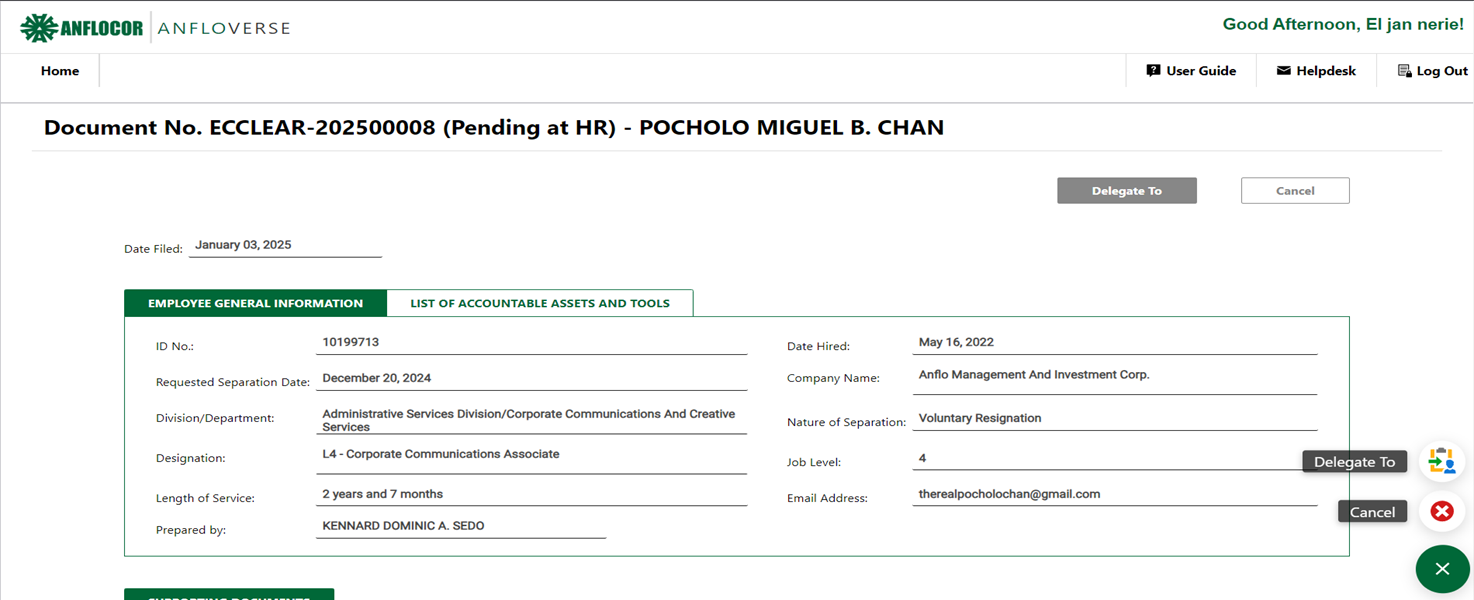 ANFLOCOR ANFLOVERSE
Good Afternoon, El jan nerie!
Home
User Guide
Helpdesk
Log Out
Document No. ECCLEAR-202500008 (Pending at HR) - POCHOLO MIGUEL B. CHAN
Delegate To
Cancel
Date Filed: January 03, 2025
EMPLOYEE GENERAL INFORMATION
LIST OF ACCOUNTABLE ASSETS AND TOOLS
ID No.: 10199713
Date Hired: May 16, 2022
Requested Separation Date: December 20, 2024
Company Name: Anflo Management And Investment Corp.
Division/Department: Administrative Services Division/Corporate Communications And Creative
Services
Nature of Separation: Voluntary Resignation
Designation: L4 - Corporate Communications Associate
Job Level: 4
Delegate To
Length of Service: 2 years and 7 months
Email Address: therealpocholochan@gmail.com
Cancel
Prepared by: KENNARD DOMINIC A. SEDO
SUPPORTING DOCUMENTS